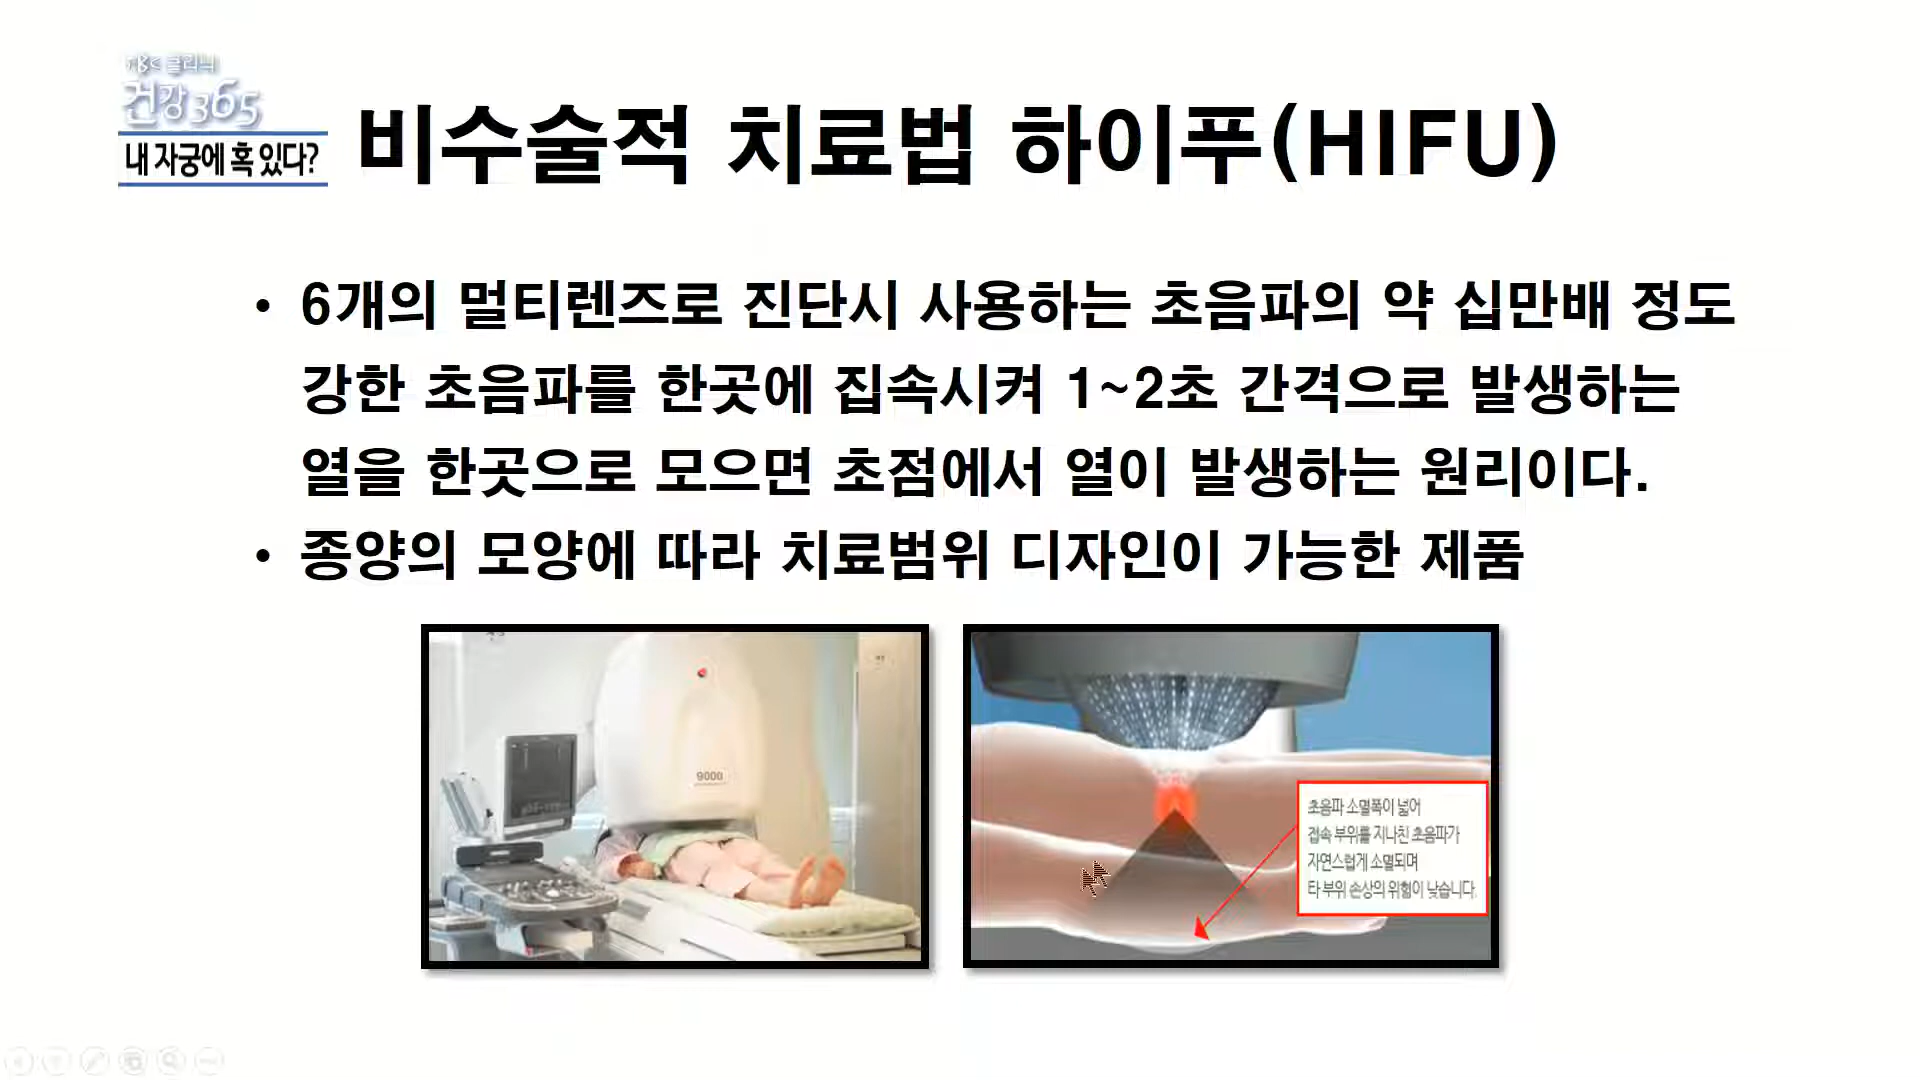 클리닉
건강365
내 자궁에 혹 있다?
비수술적 치료법 하이푸(HIFU)
• 6개의 멀티렌즈로 진단시 사용하는 초음파의 약 십만배 정도
강한 초음파를 한곳에 집속시켜 1~2초 간격으로 발생하는
열을 한곳으로 모으면 초점에서 열이 발생하는 원리이다.
• 종양의 모양에 따라 치료범위 디자인이 가능한 제품
9000
초음파 소멸폭이 넓어
접속 부위를 지나친 초음파가
자연스럽게 소멸되며
타 부위 손상의 위험이 낮습니다.